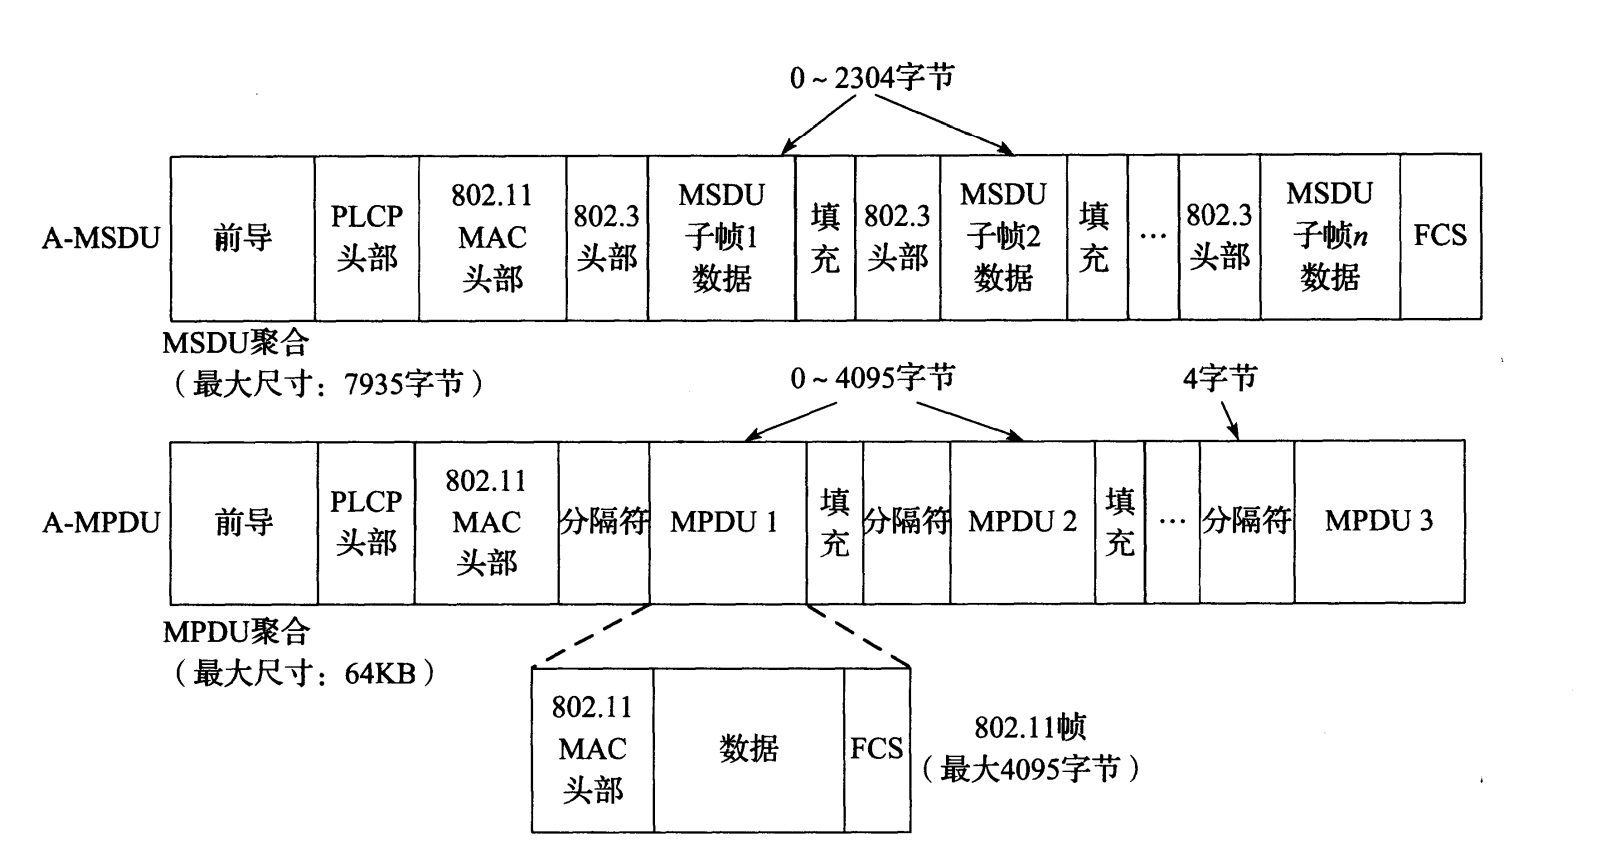 0～2304字节
A-MSDU
前导
PLCP
头部
802.11
MAC
头部
802.3
头部
MSDU
子帧1
数据
填
充
802.3
头部
MSDU
子帧2
数据
填
充
…
802.3
头部
MSDU
子帧n
数据
FCS
MSDU聚合
（最大尺寸：7935字节）
0～4095字节
4字节
A-MPDU
前导
PLCP
头部
802.11
MAC
头部
分隔符
MPDU 1
填
充
分隔符
MPDU 2
填
充
…
分隔符
MPDU 3
MPDU聚合
（最大尺寸：64KB）
802.11
MAC
头部
数据
FCS
802.11帧
（最大4095字节）